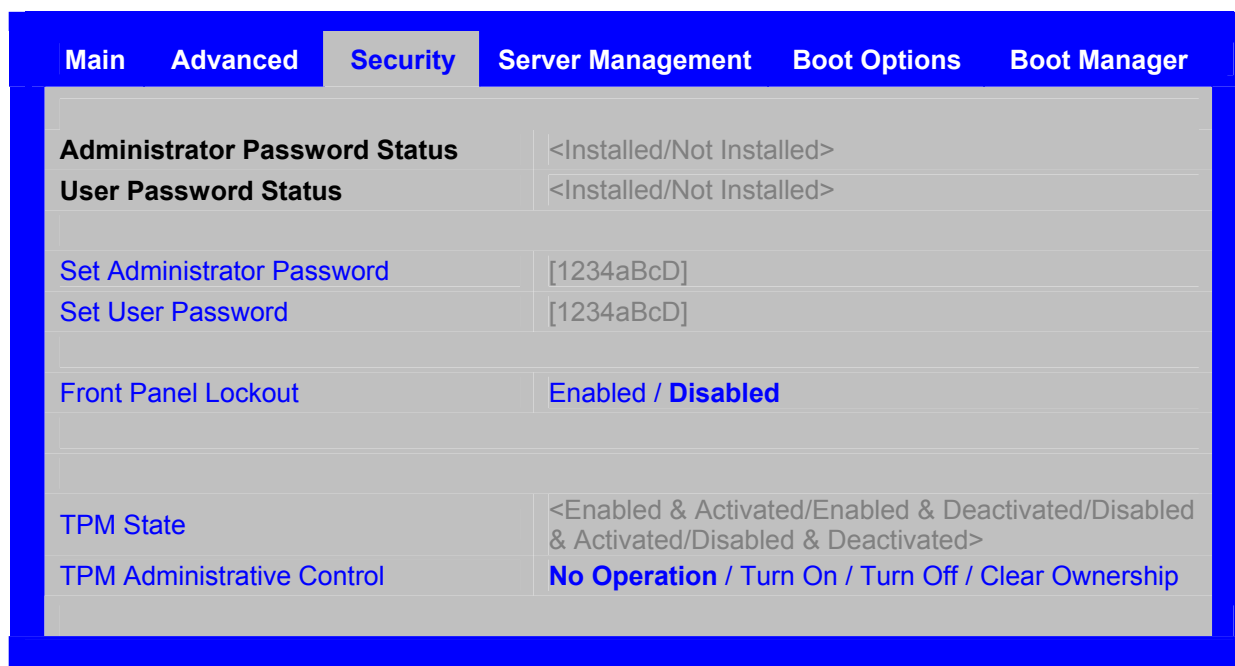 Main Advanced Security Server Management Boot Options Boot Manager
Administrator Password Status <Installed/Not Installed>
User Password Status <Installed/Not Installed>
Set Administrator Password [1234aBcD]
Set User Password [1234aBcD]
Front Panel Lockout Enabled / Disabled
TPM State <Enabled & Activated/Enabled & Deactivated/Disabled
& Activated/Disabled & Deactivated>
TPM Administrative Control No Operation / Turn On / Turn Off / Clear Ownership